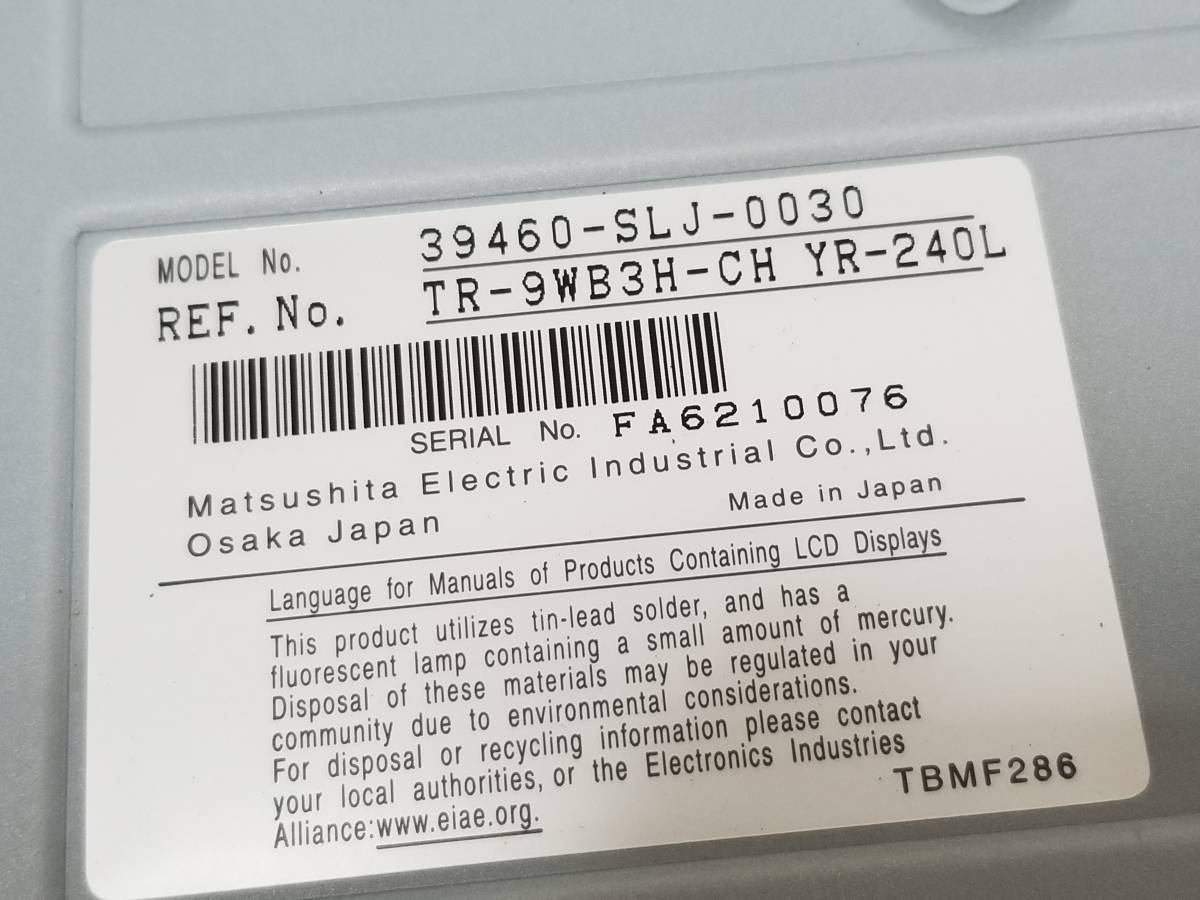 MODEL No. 39460-SLJ-0030
REF. No. TR-9WB3H-CH YR-240L
SERIAL No. FA6210076
Matsushita Electric Industrial Co.,Ltd.
Osaka Japan Made in Japan
Language for Manuals of Products Containing LCD Displays
This product utilizes tin-lead solder, and has a
fluorescent lamp containing a small amount of mercury.
Disposal of these materials may be regulated in your
community due to environmental considerations.
For disposal or recycling information please contact
your local authorities, or the Electronics Industries
Alliance:www.eiae.org.
TBMF286